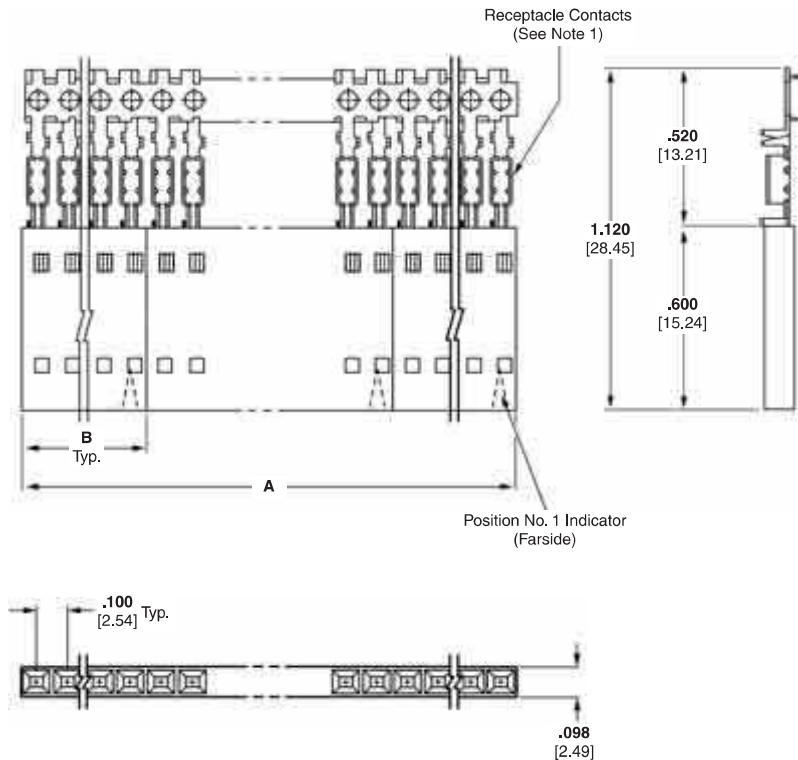 Receptacle Contacts
(See Note 1)
.520
[13.21]
1.120
[28.45]
.600
[15.24]
B
Typ.
A
Position No. 1 Indicator
(Farside)
.100
[2.54] Typ.
.098
[2.49]